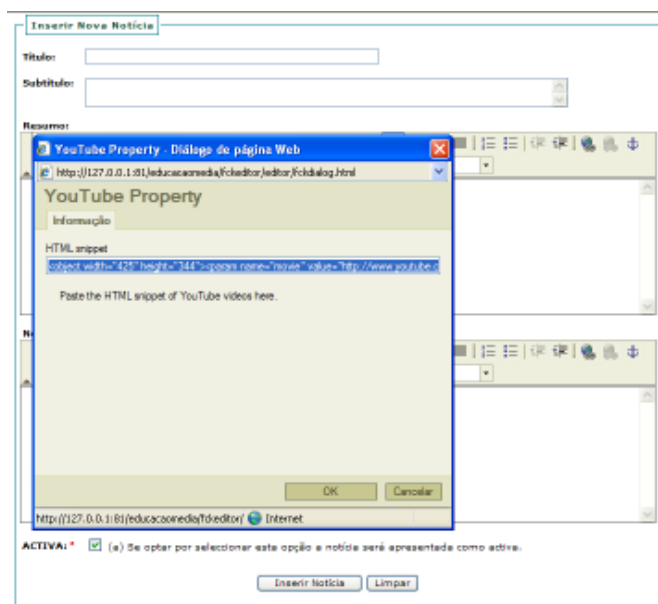 Inserir Nova Notícia
Título:
Subtítulo:
Resumo:
YouTube Property - Diálogo de página Web
http://127.0.0.1:81/educacaomedia/fckeditor/editor/fckdialog.html
YouTube Property
Informação
HTML snippet
<object width="425" height="344"><param name="movie" value="http://www.youtube.c
Paste the HTML snippet of YouTube videos here.
OK Cancelar
http://127.0.0.1:81/educacaomedia/fckeditor/ Internet
ACTIVA:* (a) Se optar por seleccionar esta opção a notícia será apresentada como activa.
Inserir Notícia Limpar